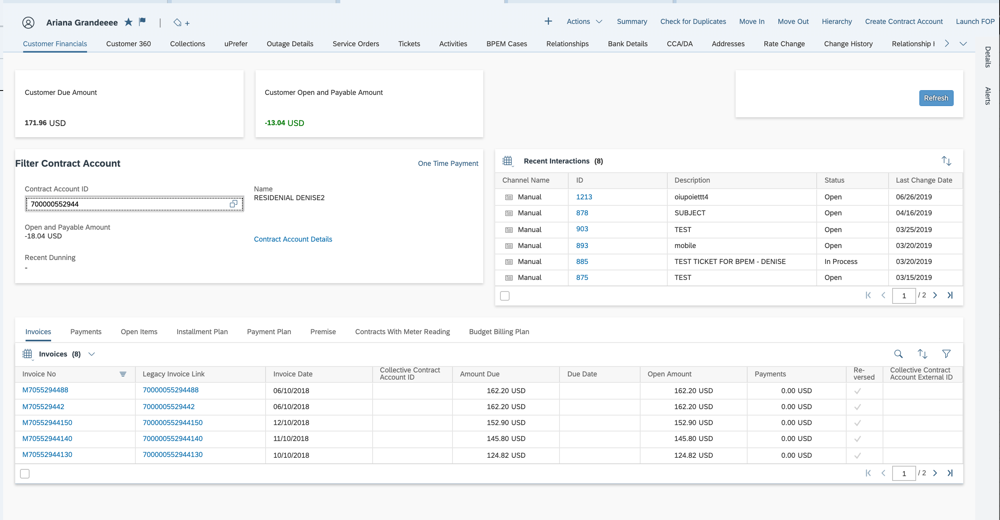 Ariana Grandeeee
Actions Summary Check for Duplicates Move In Move Out Hierarchy Create Contract Account Launch FOP
Customer Financials Customer 360 Collections uPrefer Outage Details Service Orders Tickets Activities BPEM Cases Relationships Bank Details CCA/DA Addresses Rate Change Change History Relationship
Details
Alerts
Customer Due Amount
171.96 USD
Customer Open and Payable Amount
-13.04 USD
Refresh
Filter Contract Account
One Time Payment
Contract Account ID
700000552944
Name
RESIDENIAL DENISE2
Open and Payable Amount
-18.04 USD
Contract Account Details
Recent Dunning
-
Recent Interactions (8)
Channel Name ID Description Status Last Change Date
Manual 1213 oiupoiettt4 Open 06/26/2019
Manual 878 SUBJECT Open 04/16/2019
Manual 903 TEST Open 03/25/2019
Manual 893 mobile Open 03/20/2019
Manual 885 TEST TICKET FOR BPEM - DENISE In Process 03/20/2019
Manual 875 TEST Open 03/15/2019
1 / 2
Invoices Payments Open Items Installment Plan Payment Plan Premise Contracts With Meter Reading Budget Billing Plan
Invoices (8)
Invoice No Legacy Invoice Link Invoice Date Collective Contract Account ID Amount Due Due Date Open Amount Payments Re-versed Collective Contract Account External ID
M7055294488 70000055294488 06/10/2018 162.20 USD 162.20 USD 0.00 USD
M705529442 7000005529442 06/10/2018 162.20 USD 162.20 USD 0.00 USD
M70552944150 700000552944150 12/10/2018 152.90 USD 152.90 USD 0.00 USD
M70552944140 700000552944140 11/10/2018 145.80 USD 145.80 USD 0.00 USD
M70552944130 700000552944130 10/10/2018 124.82 USD 124.82 USD 0.00 USD
1 / 2